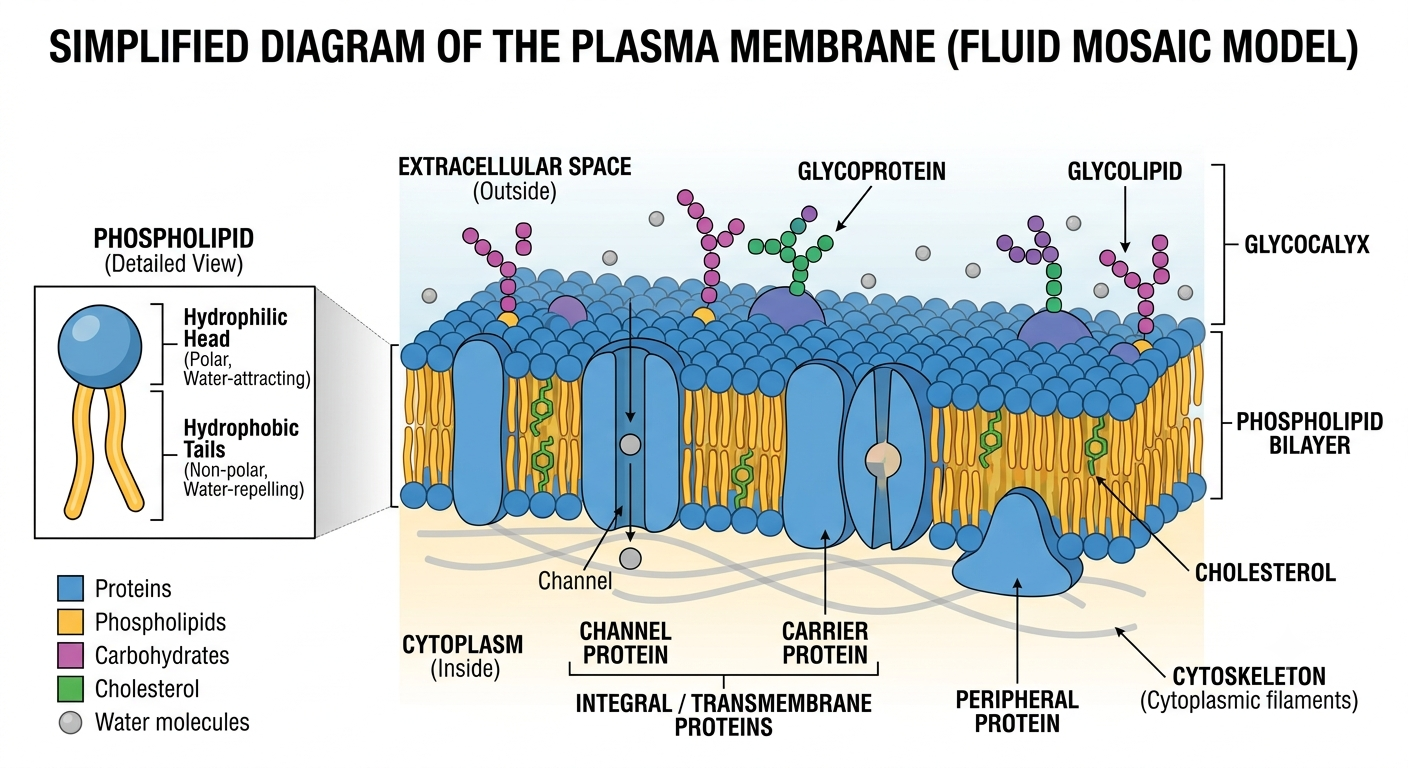 SIMPLIFIED DIAGRAM OF THE PLASMA MEMBRANE (FLUID MOSAIC MODEL)
EXTRACELLULAR SPACE
(Outside)
GLYCOPROTEIN
GLYCOLIPID
GLYCOCALYX
PHOSPHOLIPID
(Detailed View)
Hydrophilic
Head
(Polar,
Water-attracting)
Hydrophobic
Tails
(Non-polar,
Water-repelling)
PHOSPHOLIPID
BILAYER
CHOLESTEROL
Channel
Proteins
Phospholipids
Carbohydrates
Cholesterol
Water molecules
CYTOPLASM
(Inside)
CHANNEL
PROTEIN
CARRIER
PROTEIN
INTEGRAL / TRANSMEMBRANE
PROTEINS
PERIPHERAL
PROTEIN
CYTOSKELETON
(Cytoplasmic filaments)